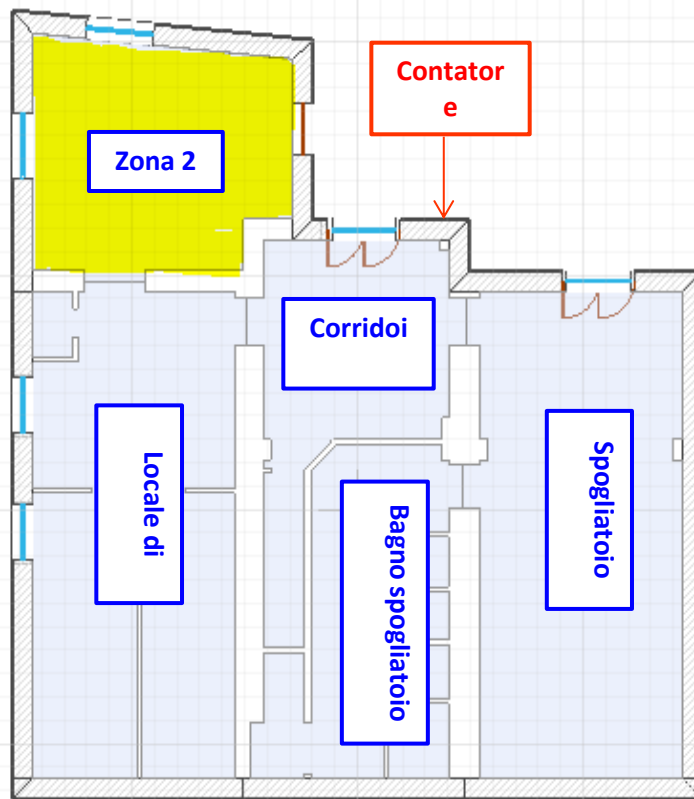 Contator
e
Zona 2
Corridoi
Locale di
Bagno spogliatoio
Spogliatoio